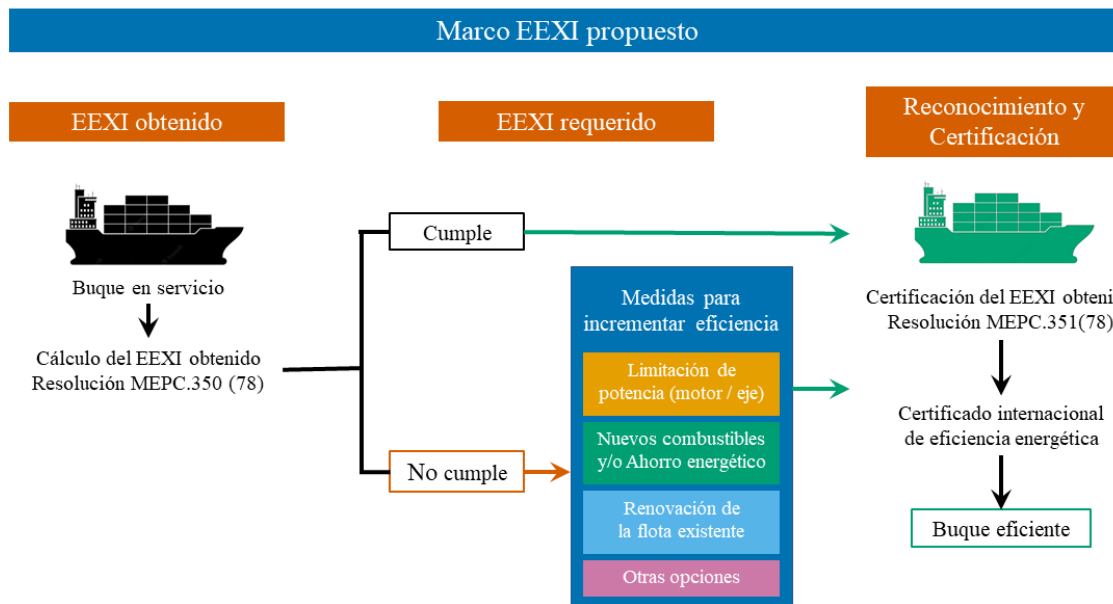 Marco EEXI propuesto
EEXI obtenido
EEXI requerido
Reconocimiento y
Certificación
Buque en servicio
Cálculo del EEXI obtenido
Resolución MEPC.350 (78)
Cumple
No cumple
Medidas para
incrementar eficiencia
Limitación de
potencia (motor / eje)
Nuevos combustibles
y/o Ahorro energético
Renovación de
la flota existente
Otras opciones
Certificación del EEXI obteni
Resolución MEPC.351(78)
Certificado internacional
de eficiencia energética
Buque eficiente